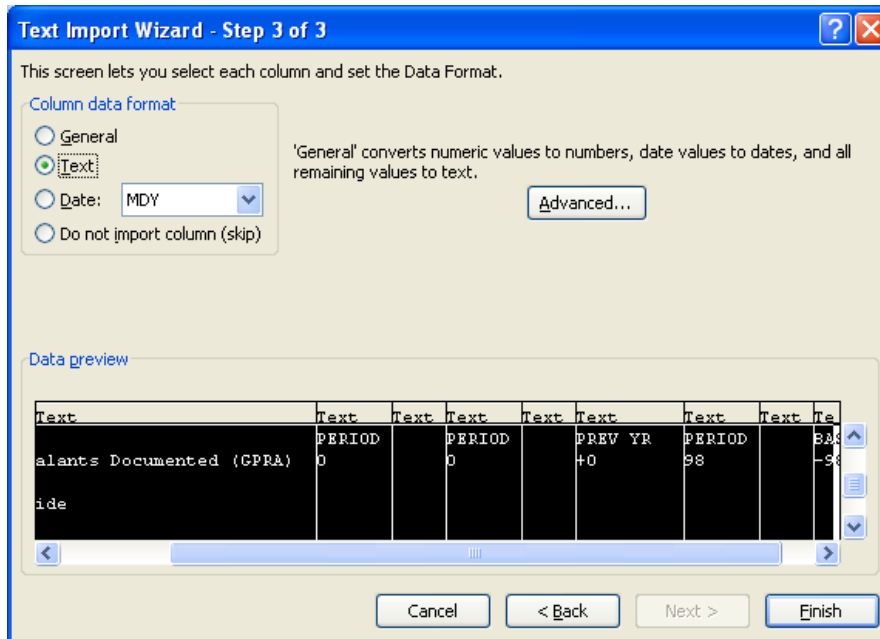 Text Import Wizard - Step 3 of 3
This screen lets you select each column and set the Data Format.
Column data format
General
Text
Date: MDY
Do not import column (skip)
'General' converts numeric values to numbers, date values to dates, and all
remaining values to text.
Advanced...
Data preview
Text Text Text Text Text Text Text Text Te
PERIOD PERIOD PREV YR PERIOD BAS
alants Documented (GPRA) 0 0 +0 98 -98
ide
Cancel < Back Next > Finish